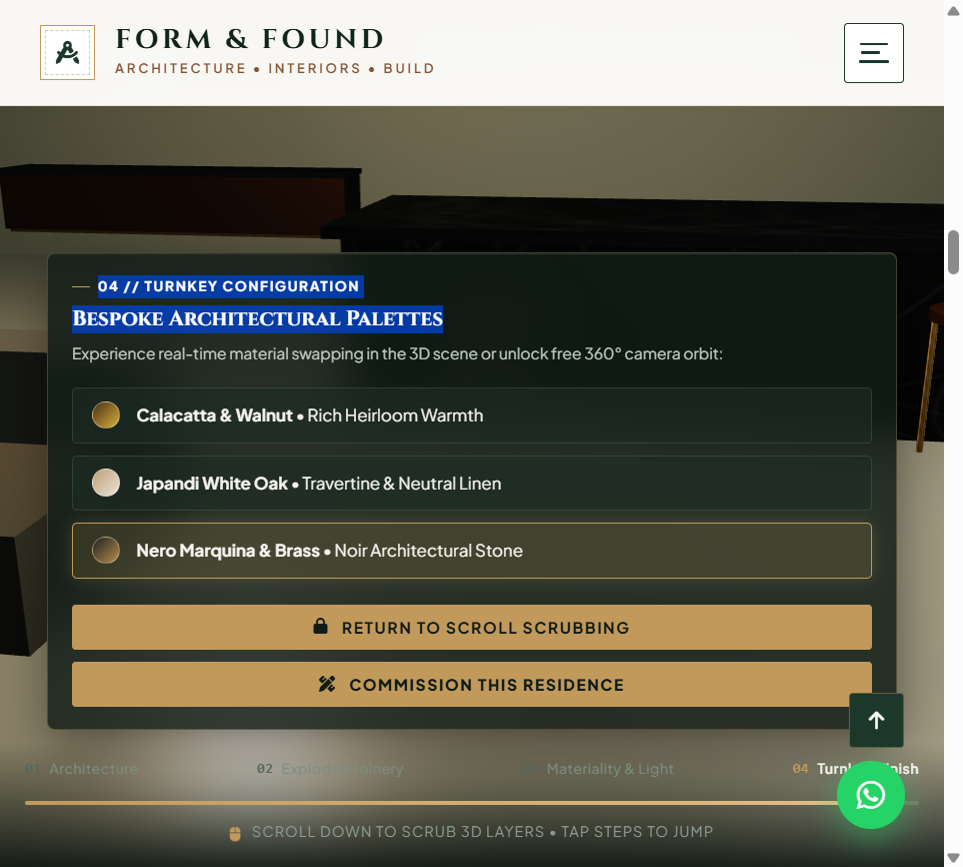 FORM & FOUND
ARCHITECTURE • INTERIORS • BUILD
04 // TURNKEY CONFIGURATION
BESPOKE ARCHITECTURAL PALETTES
Experience real-time material swapping in the 3D scene or unlock free 360° camera orbit:
Calacatta & Walnut • Rich Heirloom Warmth
Japandi White Oak • Travertine & Neutral Linen
Nero Marquina & Brass • Noir Architectural Stone
RETURN TO SCROLL SCRUBBING
COMMISSION THIS RESIDENCE
01 Architecture
02 Exploded Joinery
Materiality & Light
04
SCROLL DOWN TO SCRUB 3D LAYERS • TAP STEPS TO JUMP